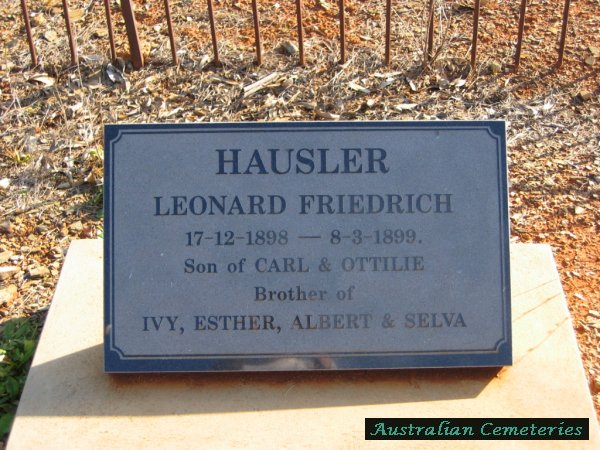 HAUSLER
LEONARD FRIEDRICH
17-12-1898 — 8-3-1899.
Son of CARL & OTTILIE
Brother of
IVY, ESTHER, ALBERT & SELVA
Australian Cemeteries